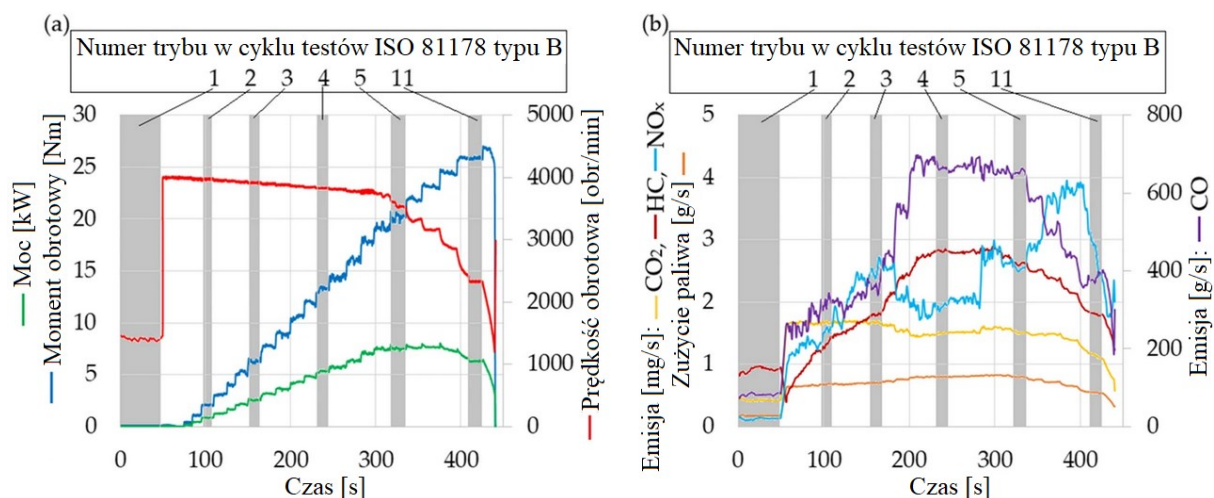 (a)
Numer trybu w cyklu testów ISO 81178 typu B
1 2 3 4 5 11
Moc [kW]
Moment obrotowy [Nm]
30
25
20
15
10
5
0
5000
4000
3000
2000
1000
0
Prędkość obrotowa [obr/min]
0 100 200 300 400
Czas [s]
(b)
Numer trybu w cyklu testów ISO 81178 typu B
1 2 3 4 5 11
Emisja [mg/s]: CO₂, HC, NOₓ
Zużycie paliwa [g/s]
5
4
3
2
1
0
800
600
400
200
0
Emisja [g/s]: CO
0 100 200 300 400
Czas [s]